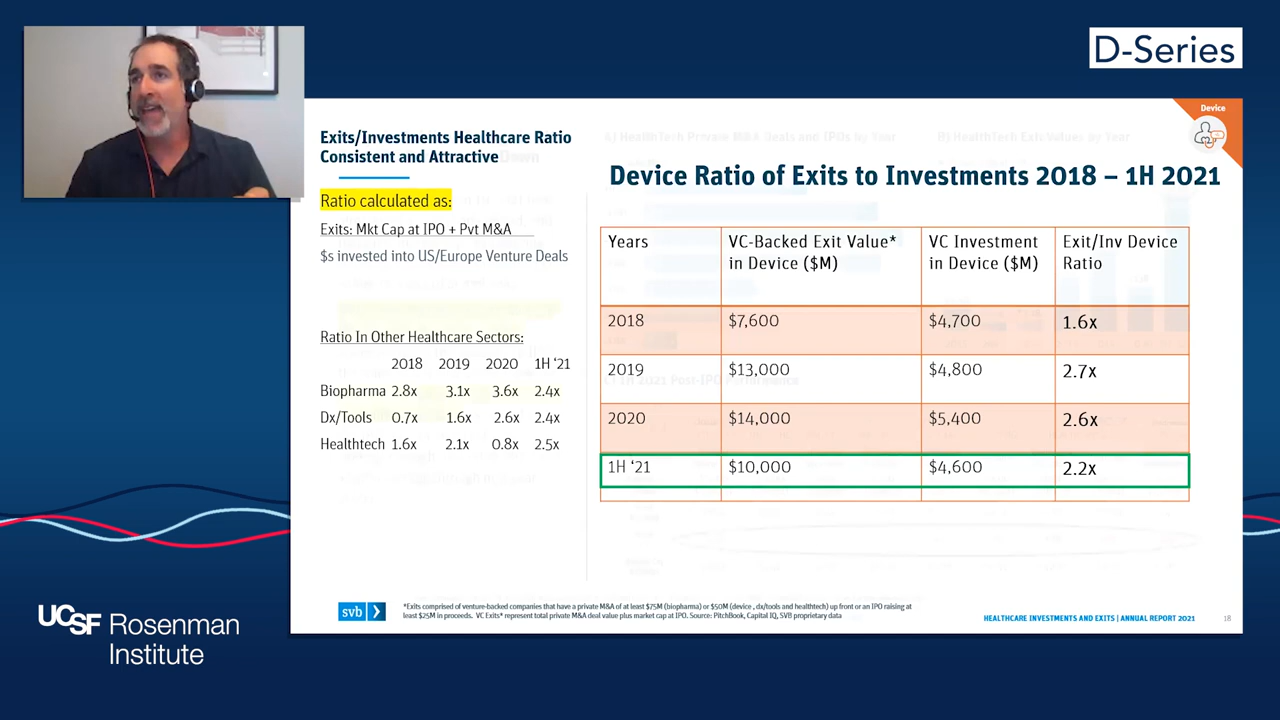 D-Series
Device
Exits/Investments Healthcare Ratio
Consistent and Attractive
Ratio calculated as:
Exits: Mkt Cap at IPO + Pvt M&A
$s invested into US/Europe Venture Deals
Ratio In Other Healthcare Sectors:
2018 2019 2020 1H ‘21
Biopharma 2.8x 3.1x 3.6x 2.4x
Dx/Tools 0.7x 1.6x 2.6x 2.4x
Healthtech 1.6x 2.1x 0.8x 2.5x
Device Ratio of Exits to Investments 2018 – 1H 2021
Years VC-Backed Exit Value* VC Investment Exit/Inv Device
in Device ($M) in Device ($M) Ratio
2018 $7,600 $4,700 1.6x
2019 $13,000 $4,800 2.7x
2020 $14,000 $5,400 2.6x
1H ‘21 $10,000 $4,600 2.2x
svb
*Exits comprised of venture-backed companies that have a private M&A of at least $75M (biopharma) or $50M (device , dx/tools and healthtech) up front or an IPO raising at
least $25M in proceeds. VC Exits* represent total private M&A deal value plus market cap at IPO. Source: PitchBook, Capital IQ, SVB proprietary data
HEALTHCARE INVESTMENTS AND EXITS | ANNUAL REPORT 2021 18
UCSF Rosenman
Institute